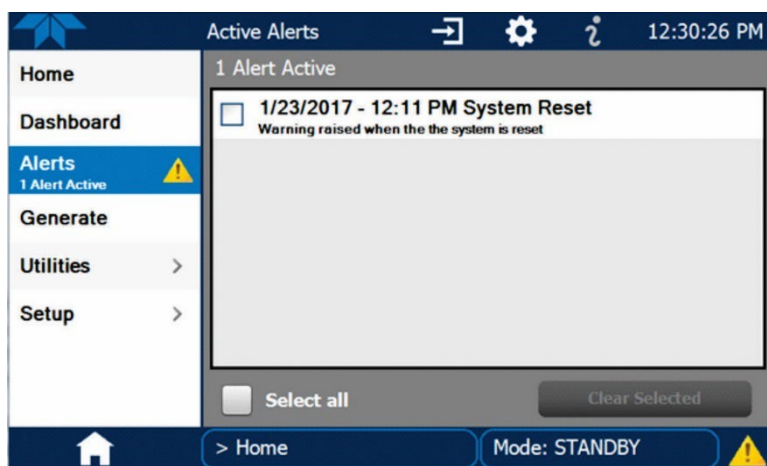 Active Alerts
12:30:26 PM
Home
Dashboard
Alerts
1 Alert Active
Generate
Utilities >
Setup >
1 Alert Active
1/23/2017 - 12:11 PM System Reset
Warning raised when the the system is reset
Select all
Clear Selected
> Home
Mode: STANDBY